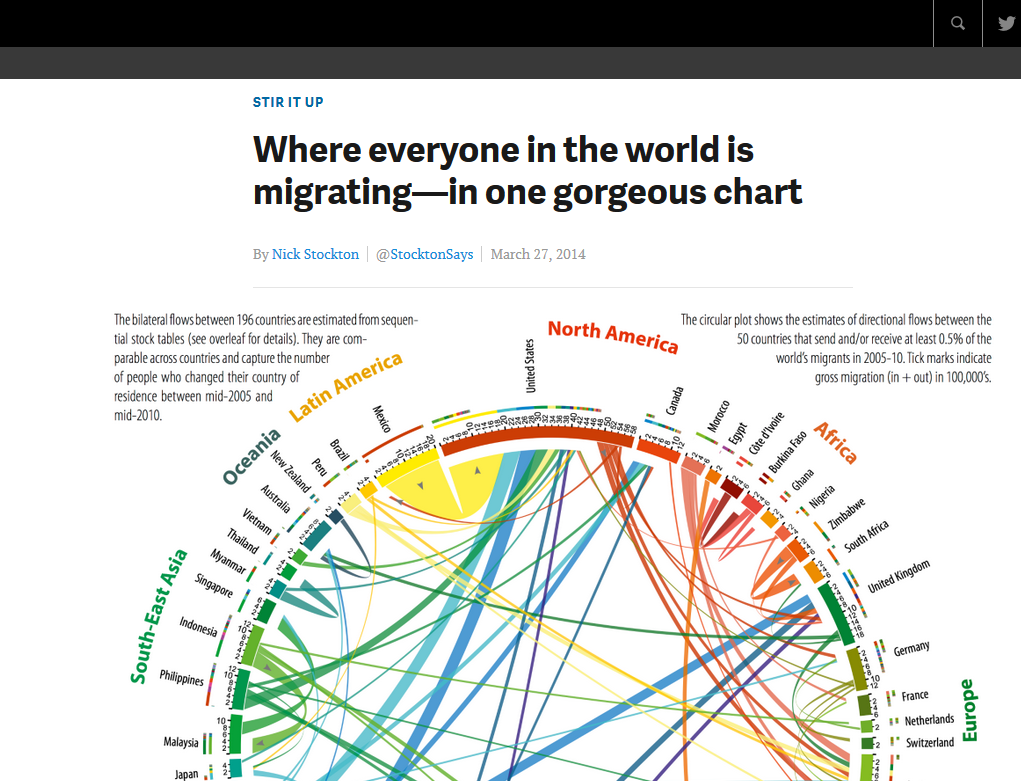 STIR IT UP
Where everyone in the world is
migrating—in one gorgeous chart
By Nick Stockton | @StocktonSays | March 27, 2014
The bilateral flows between 196 countries are estimated from sequen-
tial stock tables (see overleaf for details). They are com-
parable across countries and capture the number
of people who changed their country of
residence between mid-2005 and
mid-2010.
The circular plot shows the estimates of directional flows between the
50 countries that send and/or receive at least 0.5% of the
world's migrants in 2005-10. Tick marks indicate
gross migration (in + out) in 100,000's.
North America
United States
Canada
Latin America
Mexico
Brazil
Peru
Oceania
New Zealand
Australia
South-East Asia
Vietnam
Thailand
Myanmar
Singapore
Indonesia
Philippines
Malaysia
Japan
Africa
Morocco
Egypt
Côte d'Ivoire
Burkina Faso
Ghana
Nigeria
Zimbabwe
South Africa
Europe
United Kingdom
Germany
France
Netherlands
Switzerland